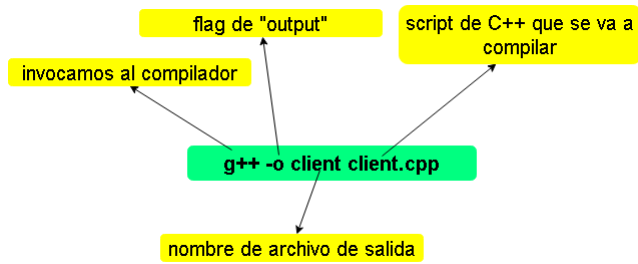 flag de "output"
script de C++ que se va a
compilar
invocamos al compilador
g++ -o client client.cpp
nombre de archivo de salida